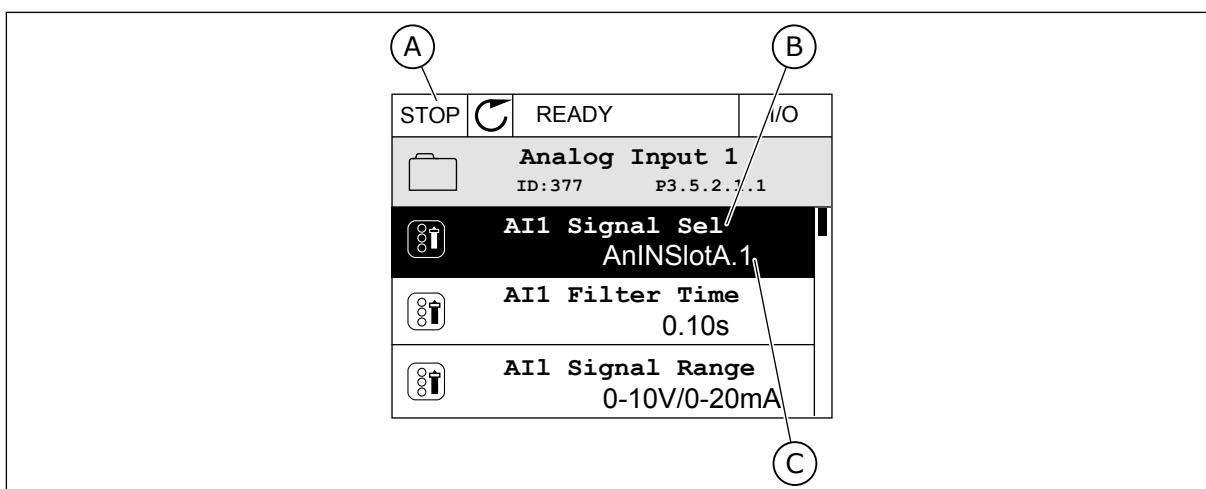 A
B
STOP READY I/O
Analog Input 1
ID:377 P3.5.2.1.1
AI1 Signal Sel
AnINSlotA.1
AI1 Filter Time
0.10s
AIl Signal Range
0-10V/0-20mA
C